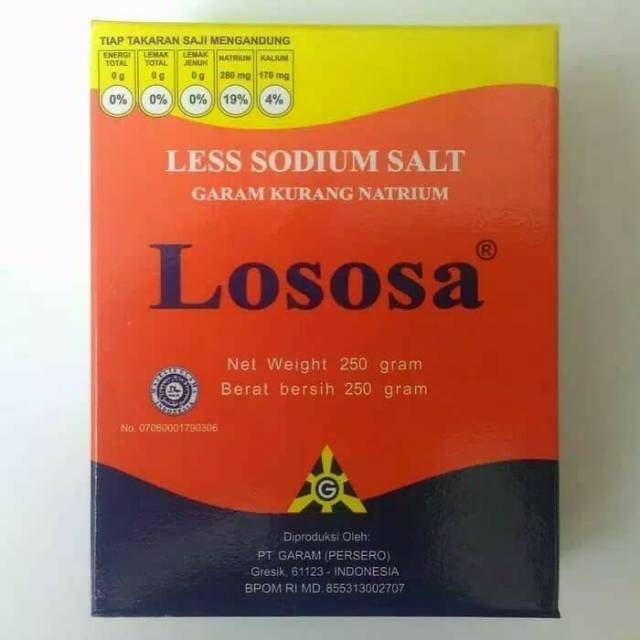 TIAP TAKARAN SAJI MENGANDUNG
ENERGI TOTAL 0 g 0%
LEMAK TOTAL 0 g 0%
LEMAK JENUH 0 g 0%
NATRIUM 280 mg 19%
KALIUM 170 mg 4%
LESS SODIUM SALT
GARAM KURANG NATRIUM
Lososa®
Net Weight 250 gram
Berat bersih 250 gram
No. 07060001790306
G
Diproduksi Oleh:
PT. GARAM (PERSERO)
Gresik, 61123 - INDONESIA
BPOM RI MD. 855313002707